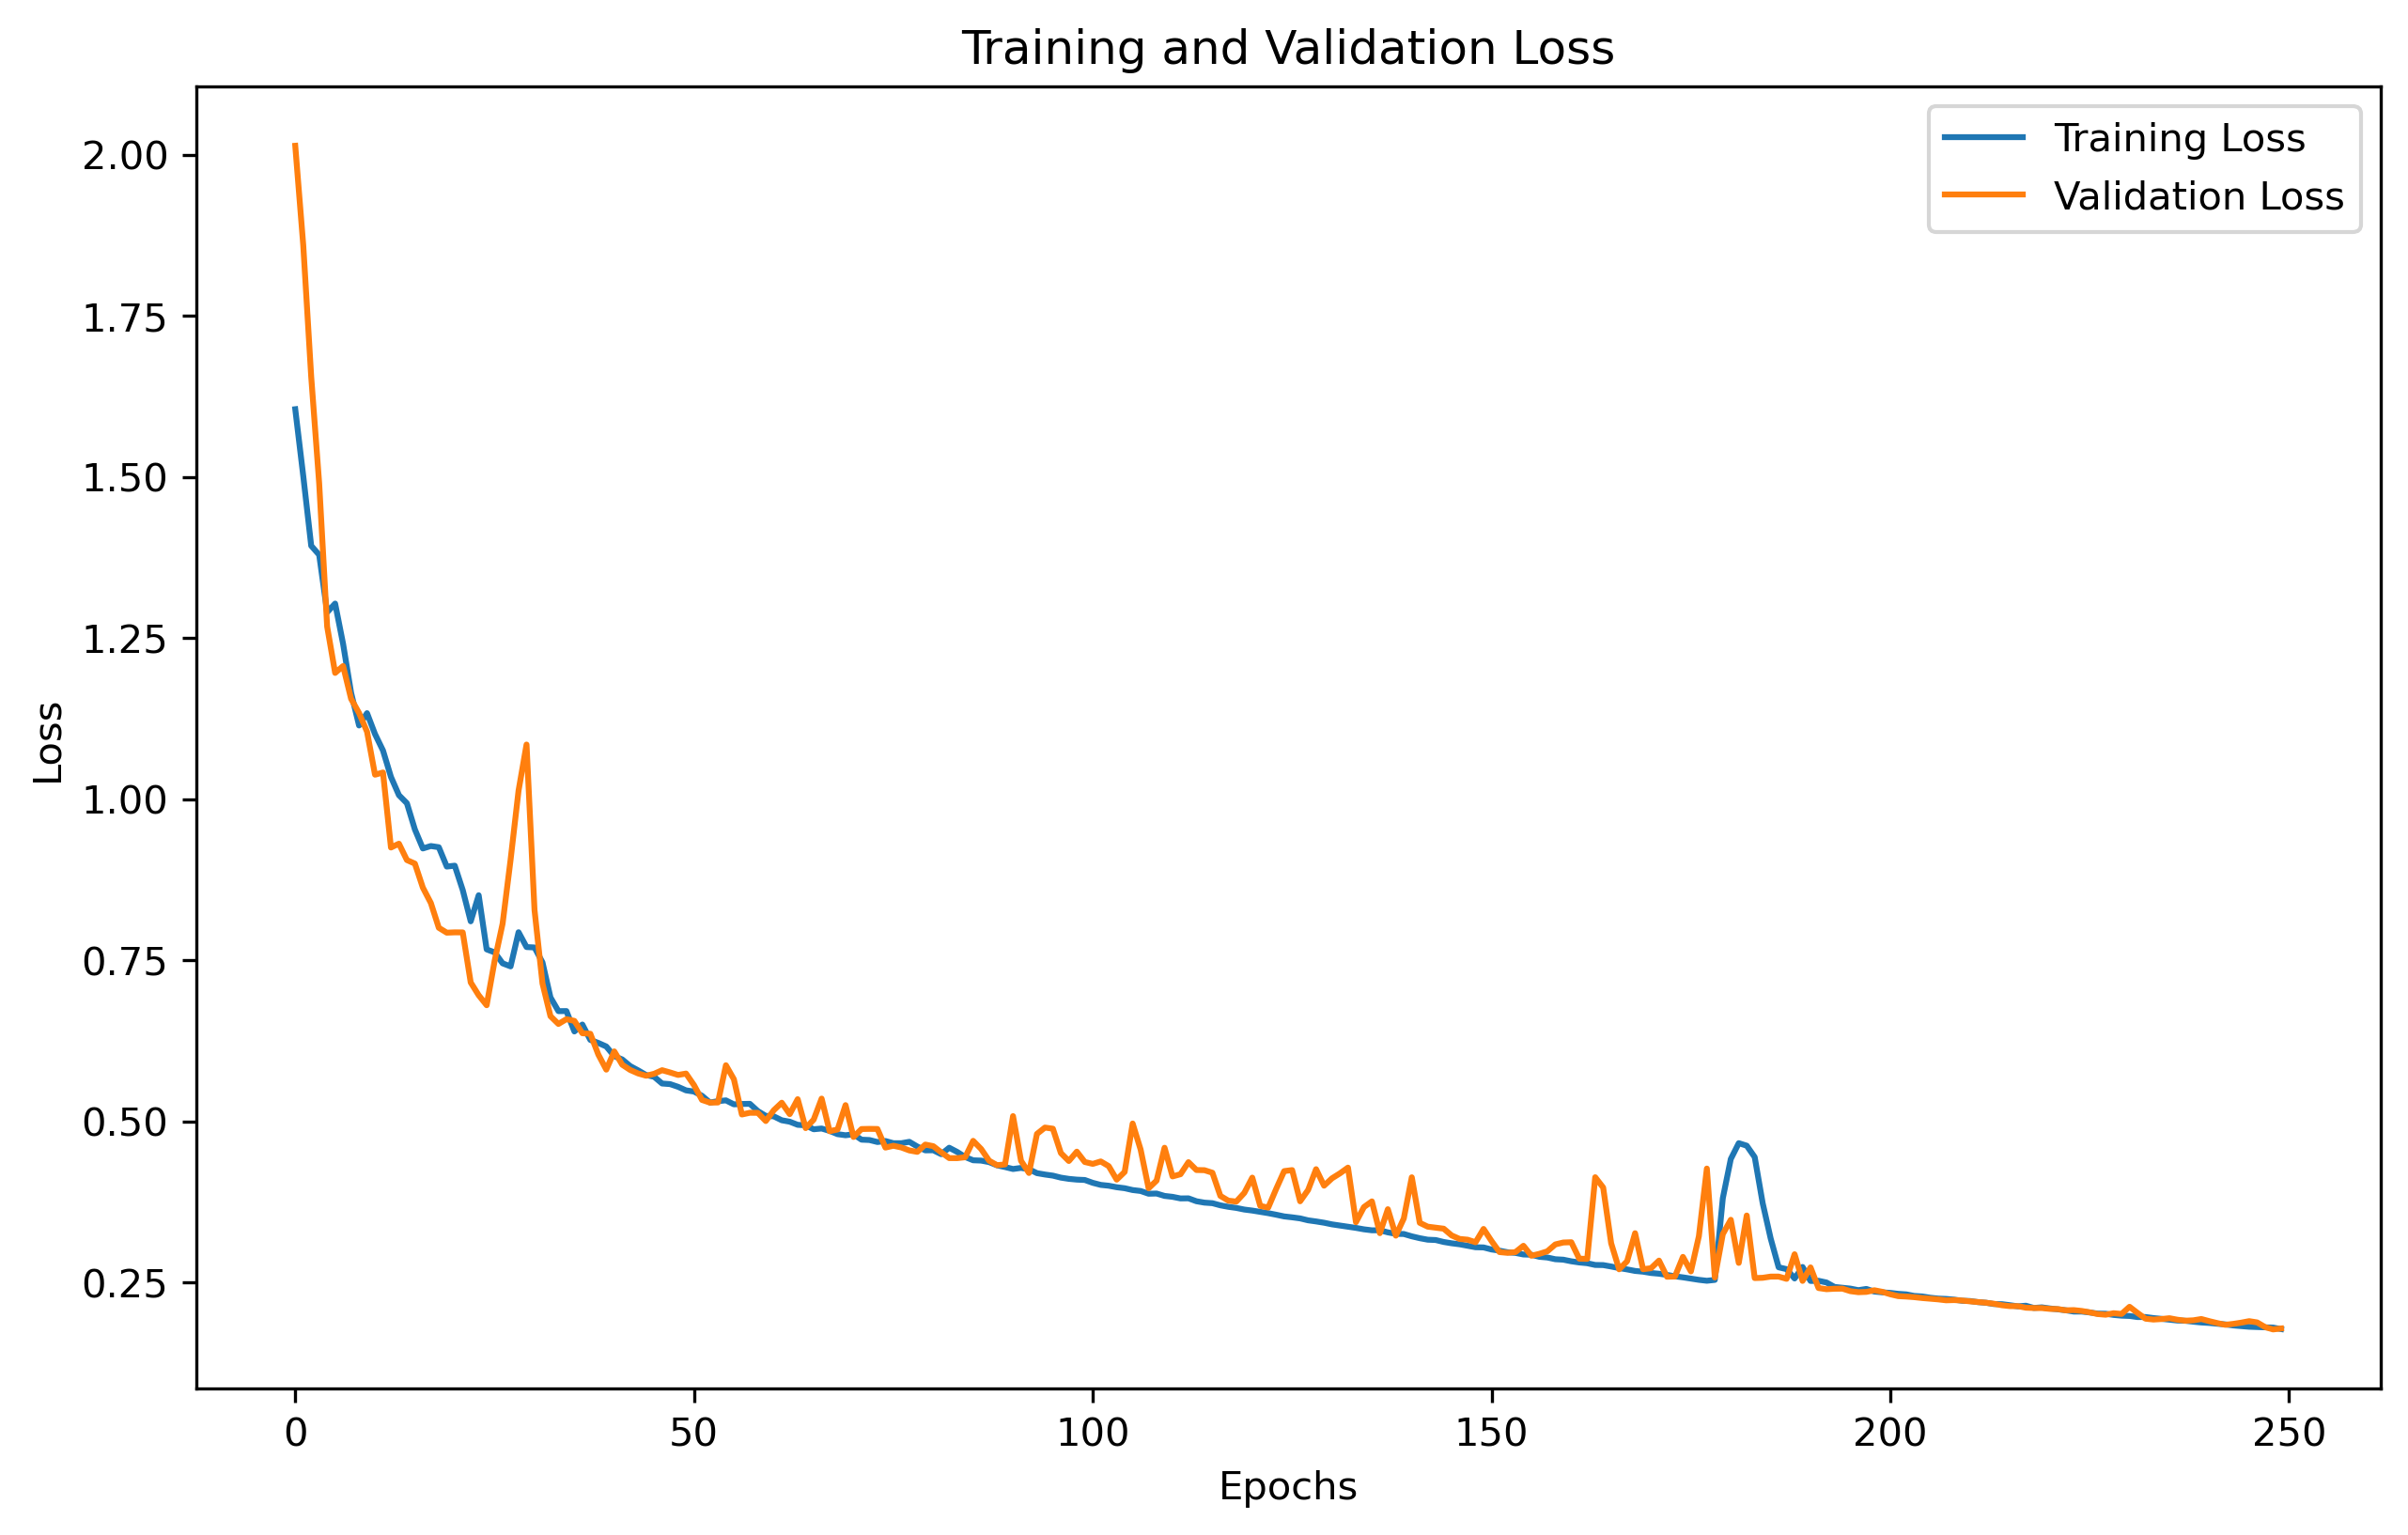 Training and Validation Loss
Training Loss
Validation Loss
2.00
1.75
1.50
1.25
1.00
0.75
0.50
0.25
Loss
0 50 100 150 200 250
Epochs